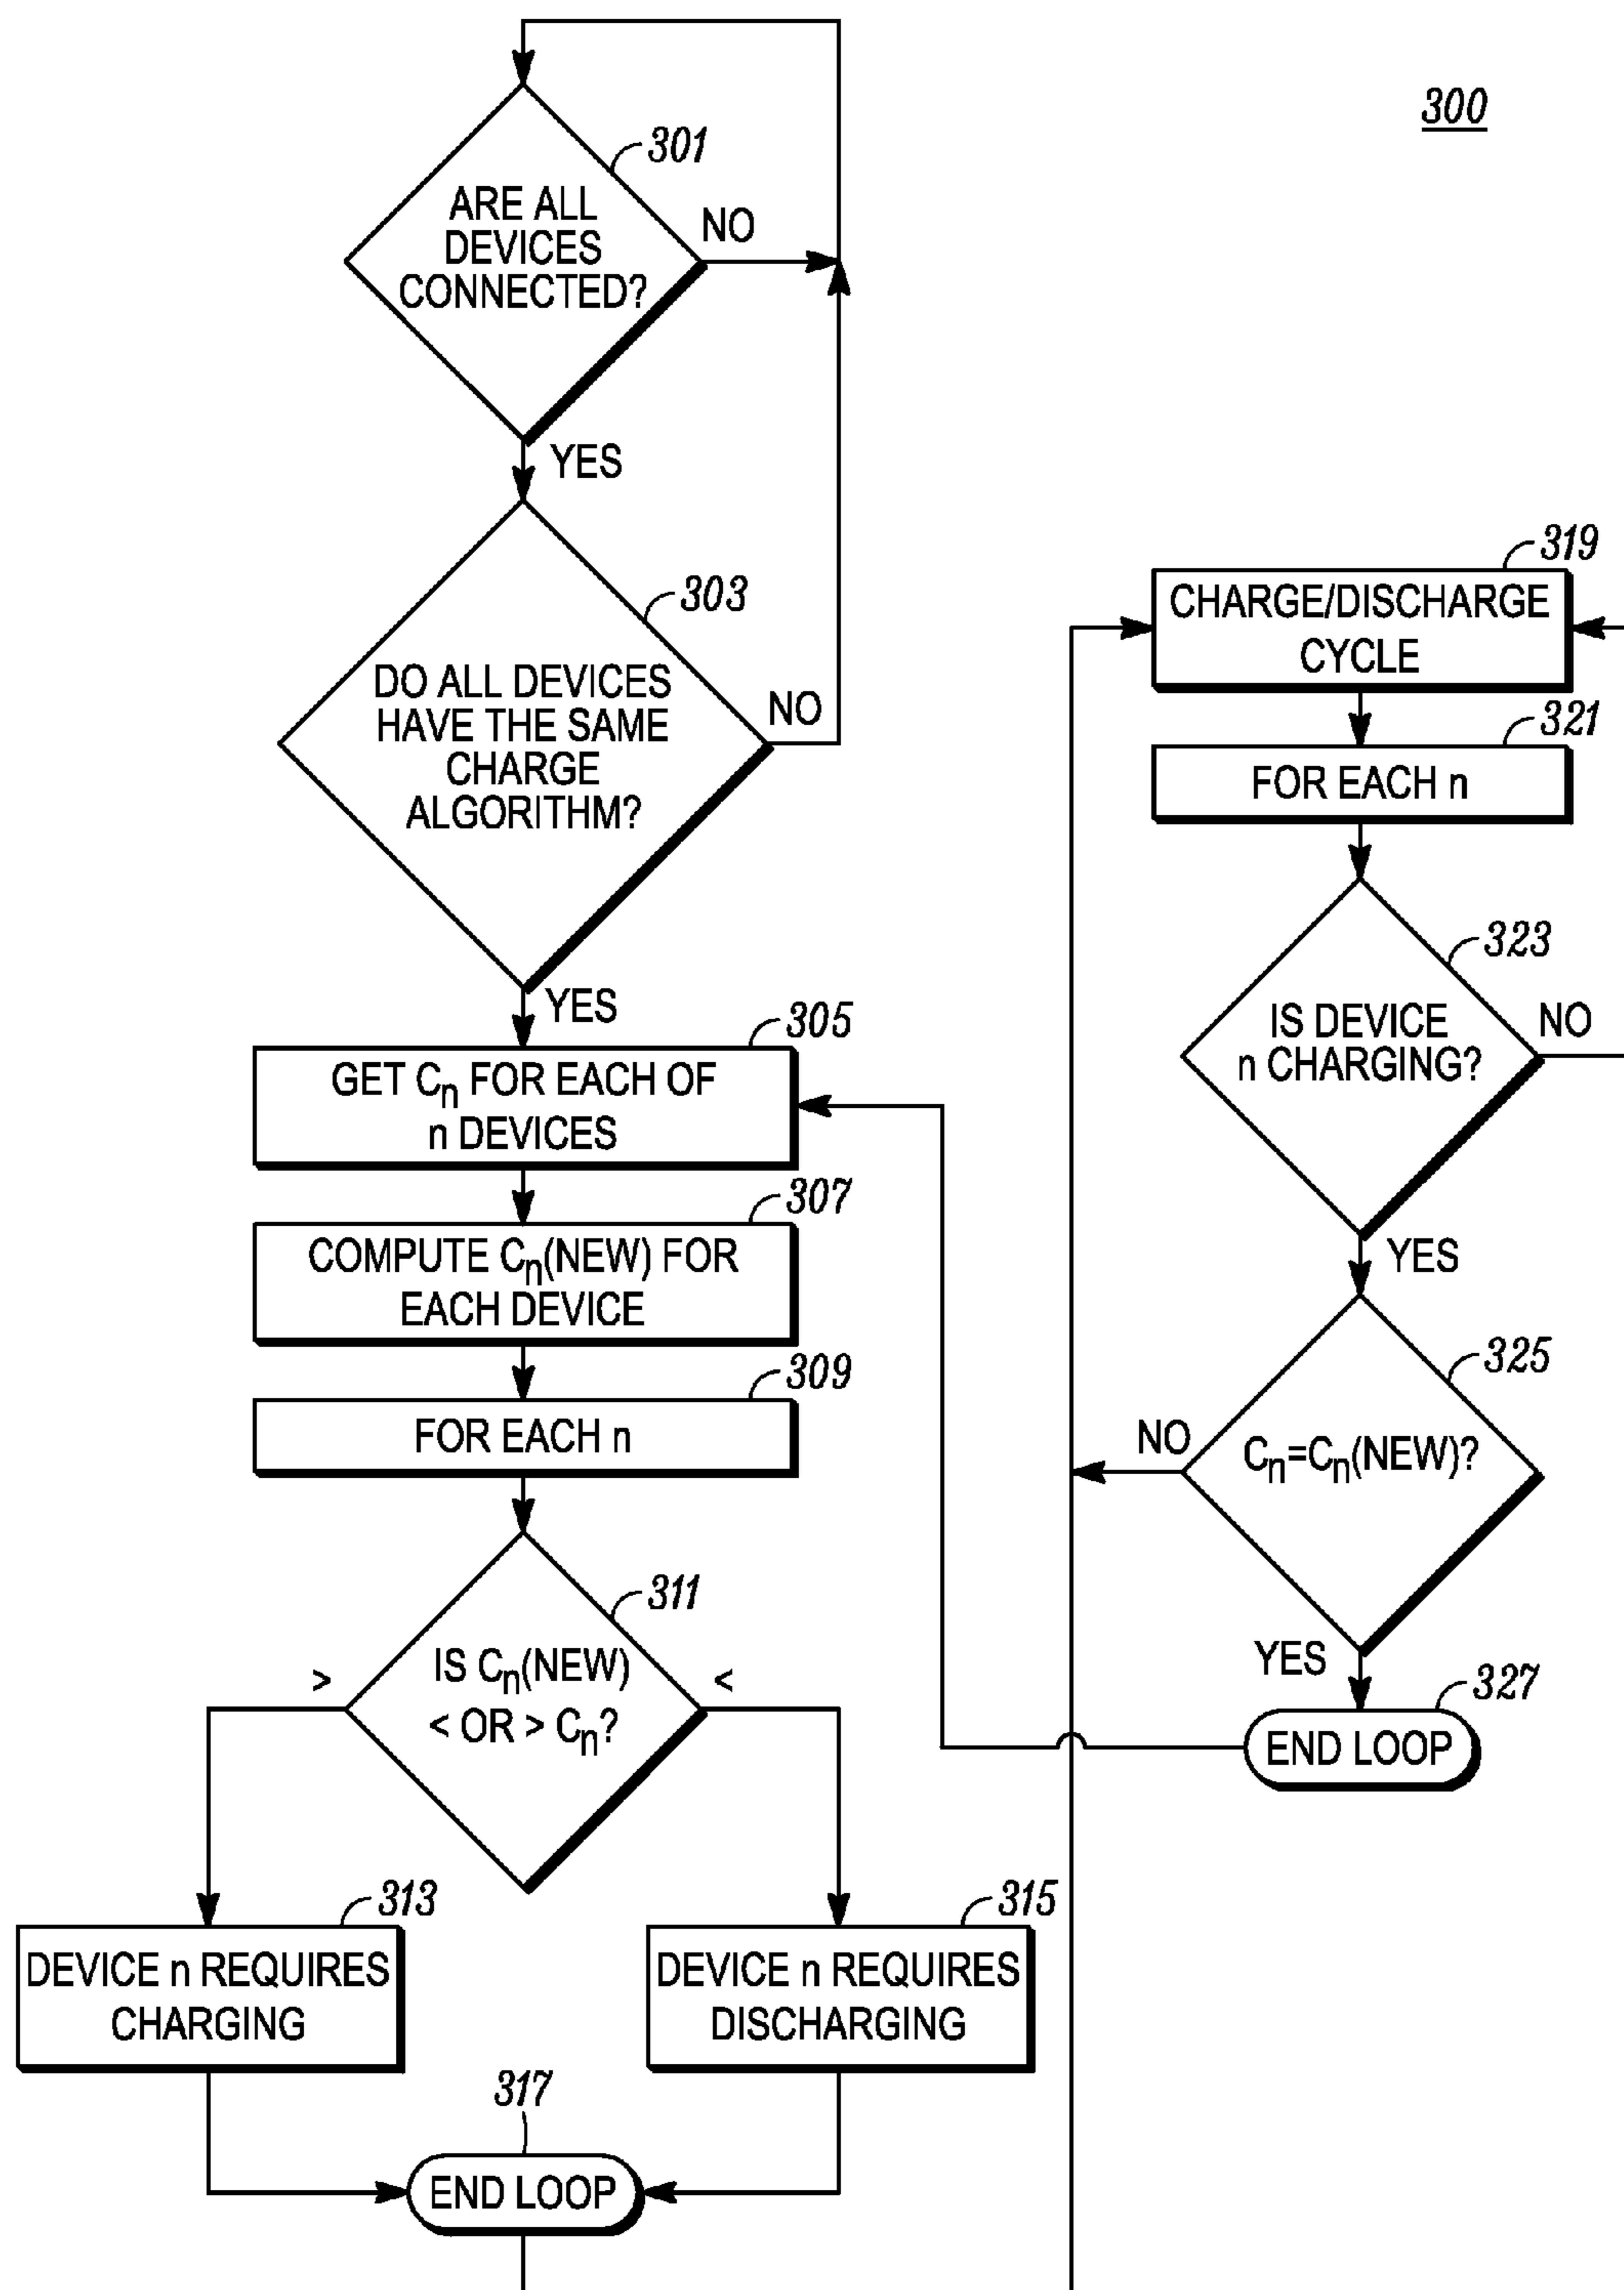 300
301
ARE ALL
DEVICES
CONNECTED?
NO
YES
303
DO ALL DEVICES
HAVE THE SAME
CHARGE
ALGORITHM?
NO
YES
305
GET Cn FOR EACH OF
n DEVICES
307
COMPUTE Cn(NEW) FOR
EACH DEVICE
309
FOR EACH n
311
IS Cn(NEW)
< OR > Cn?
>
<
313
DEVICE n REQUIRES
CHARGING
315
DEVICE n REQUIRES
DISCHARGING
317
END LOOP
319
CHARGE/DISCHARGE
CYCLE
321
FOR EACH n
323
IS DEVICE
n CHARGING?
NO
YES
325
Cn=Cn(NEW)?
NO
YES
327
END LOOP